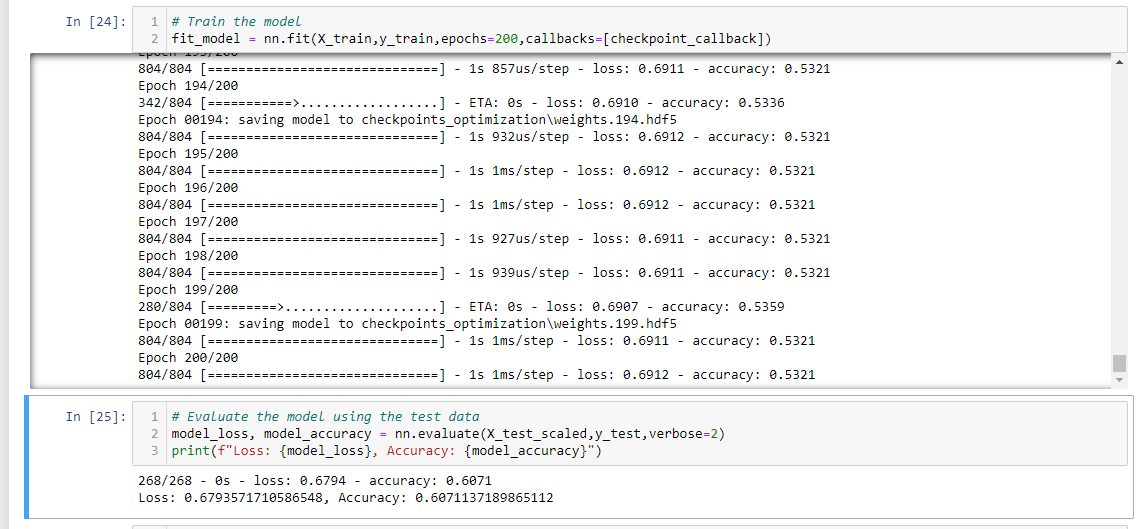 In [24]:
1 # Train the model
2 fit_model = nn.fit(X_train,y_train,epochs=200,callbacks=[checkpoint_callback])
804/804 [==============================] - 1s 857us/step - loss: 0.6911 - accuracy: 0.5321
Epoch 194/200
342/804 [===========>..................] - ETA: 0s - loss: 0.6910 - accuracy: 0.5336
Epoch 00194: saving model to checkpoints_optimization\weights.194.hdf5
804/804 [==============================] - 1s 932us/step - loss: 0.6912 - accuracy: 0.5321
Epoch 195/200
804/804 [==============================] - 1s 1ms/step - loss: 0.6912 - accuracy: 0.5321
Epoch 196/200
804/804 [==============================] - 1s 1ms/step - loss: 0.6912 - accuracy: 0.5321
Epoch 197/200
804/804 [==============================] - 1s 927us/step - loss: 0.6911 - accuracy: 0.5321
Epoch 198/200
804/804 [==============================] - 1s 939us/step - loss: 0.6911 - accuracy: 0.5321
Epoch 199/200
280/804 [=========>....................] - ETA: 0s - loss: 0.6907 - accuracy: 0.5359
Epoch 00199: saving model to checkpoints_optimization\weights.199.hdf5
804/804 [==============================] - 1s 1ms/step - loss: 0.6911 - accuracy: 0.5321
Epoch 200/200
804/804 [==============================] - 1s 1ms/step - loss: 0.6912 - accuracy: 0.5321
In [25]:
1 # Evaluate the model using the test data
2 model_loss, model_accuracy = nn.evaluate(X_test_scaled,y_test,verbose=2)
3 print(f"Loss: {model_loss}, Accuracy: {model_accuracy}")
268/268 - 0s - loss: 0.6794 - accuracy: 0.6071
Loss: 0.6793571710586548, Accuracy: 0.6071137189865112